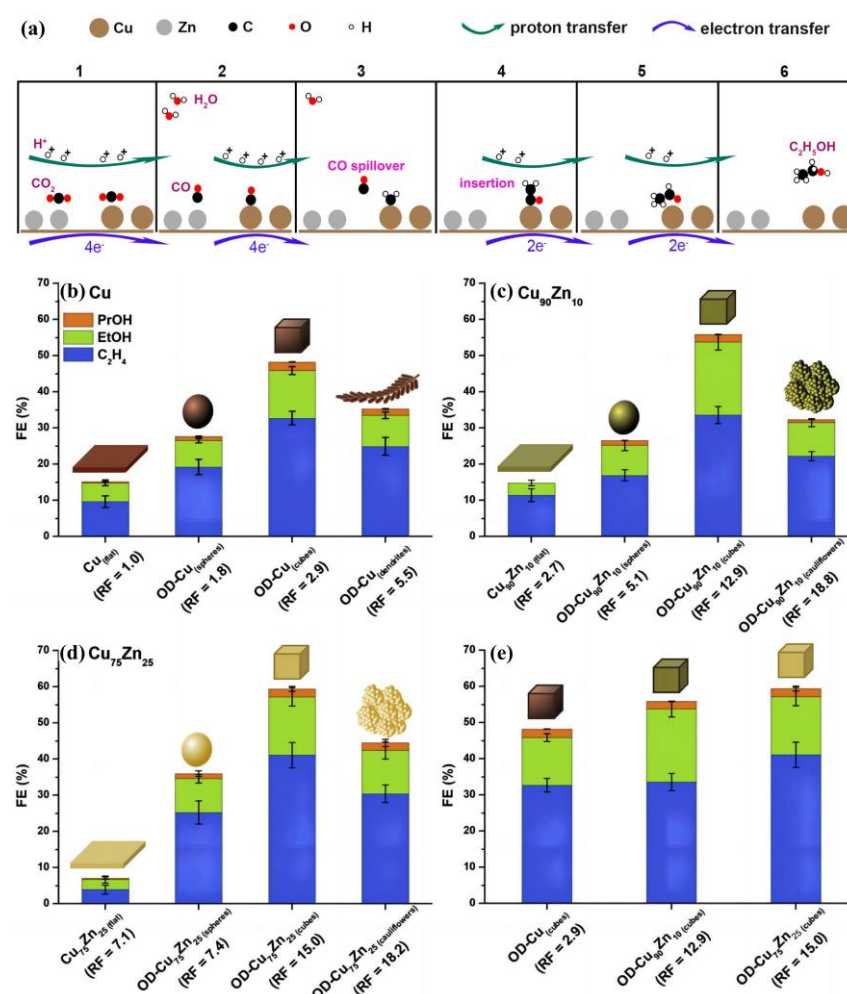 (a) Cu Zn C O H proton transfer electron transfer
1 2 3 4 5 6
H₂O
H⁺
CO₂
CO
CO spillover
insertion
C₂H₅OH
4e⁻ 4e⁻ 2e⁻ 2e⁻
(b) Cu
PrOH
EtOH
C₂H₄
FE (%)
70
60
50
40
30
20
10
0
Cu(flat)
(RF = 1.0)
OD-Cu(spheres)
(RF = 1.8)
OD-Cu(cubes)
(RF = 2.9)
OD-Cu(dendrites)
(RF = 5.5)
(c) Cu₉₀Zn₁₀
FE (%)
70
60
50
40
30
20
10
0
Cu₉₀Zn₁₀ (flat)
(RF = 2.7)
OD-Cu₉₀Zn₁₀ (spheres)
(RF = 5.1)
OD-Cu₉₀Zn₁₀ (cubes)
(RF = 12.9)
OD-Cu₉₀Zn₁₀ (cauliflowers)
(RF = 18.8)
(d) Cu₇₅Zn₂₅
FE (%)
70
60
50
40
30
20
10
0
Cu₇₅Zn₂₅ (flat)
(RF = 7.1)
OD-Cu₇₅Zn₂₅ (spheres)
(RF = 7.4)
OD-Cu₇₅Zn₂₅ (cubes)
(RF = 15.0)
OD-Cu₇₅Zn₂₅ (cauliflowers)
(RF = 18.2)
(e)
FE (%)
70
60
50
40
30
20
10
0
OD-Cu(cubes)
(RF = 2.9)
OD-Cu₉₀Zn₁₀ (cubes)
(RF = 12.9)
OD-Cu₇₅Zn₂₅ (cubes)
(RF = 15.0)